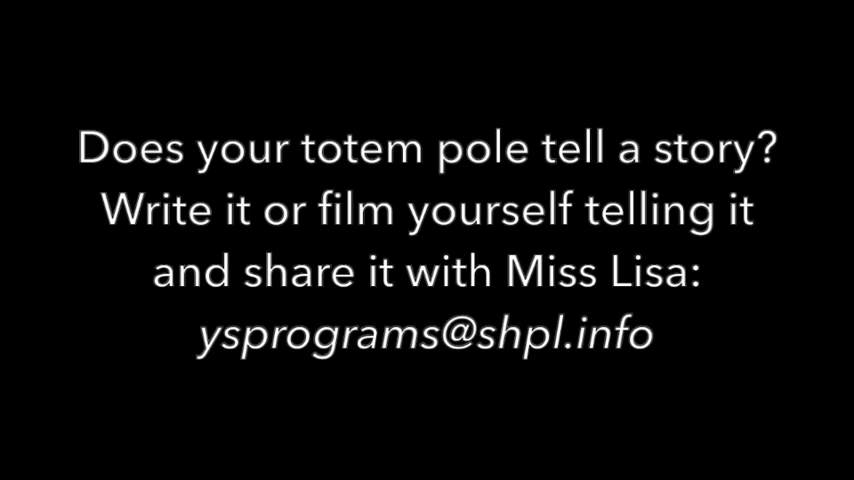 Does your totem pole tell a story?
Write it or film yourself telling it
and share it with Miss Lisa:
ysprograms@shpl.info